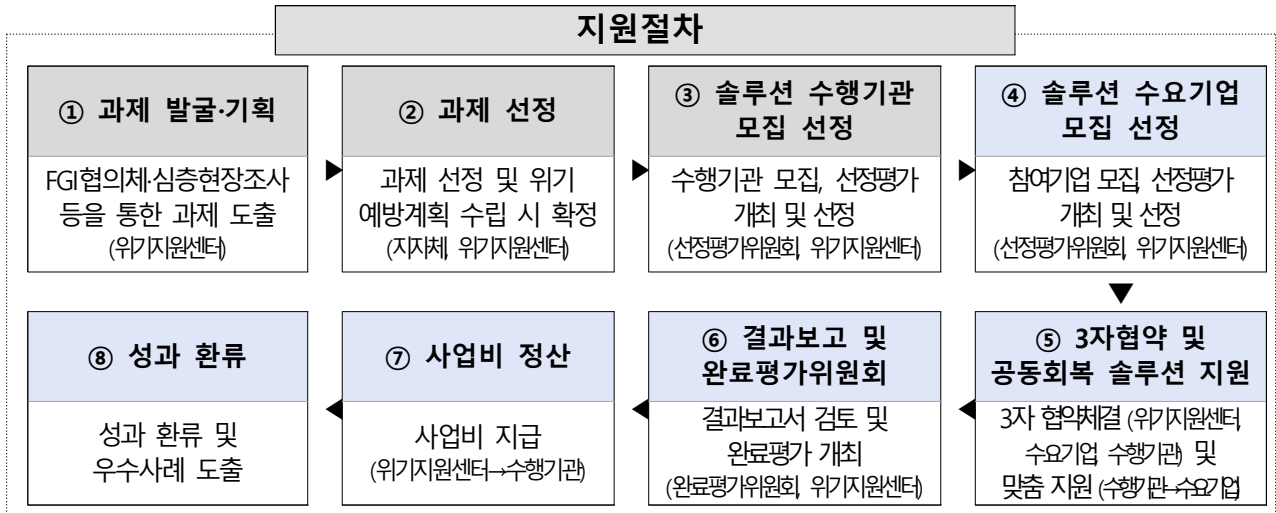 지원절차
① 과제 발굴·기획
FGI협의체·심층현장조사
등을 통한 과제 도출
(위기지원센터)
② 과제 선정
과제 선정 및 위기
예방계획 수립 시 확정
(지자체, 위기지원센터)
③ 솔루션 수행기관
모집 선정
수행기관 모집, 선정평가
개최 및 선정
(선정평가위원회, 위기지원센터)
④ 솔루션 수요기업
모집 선정
참여기업 모집, 선정평가
개최 및 선정
(선정평가위원회, 위기지원센터)
⑤ 3자협약 및
공동회복 솔루션 지원
3자 협약체결 (위기지원센터,
수요기업, 수행기관) 및
맞춤 지원 (수행기관→수요기업)
⑥ 결과보고 및
완료평가위원회
결과보고서 검토 및
완료평가 개최
(완료평가위원회, 위기지원센터)
⑦ 사업비 정산
사업비 지급
(위기지원센터→수행기관)
⑧ 성과 환류
성과 환류 및
우수사례 도출